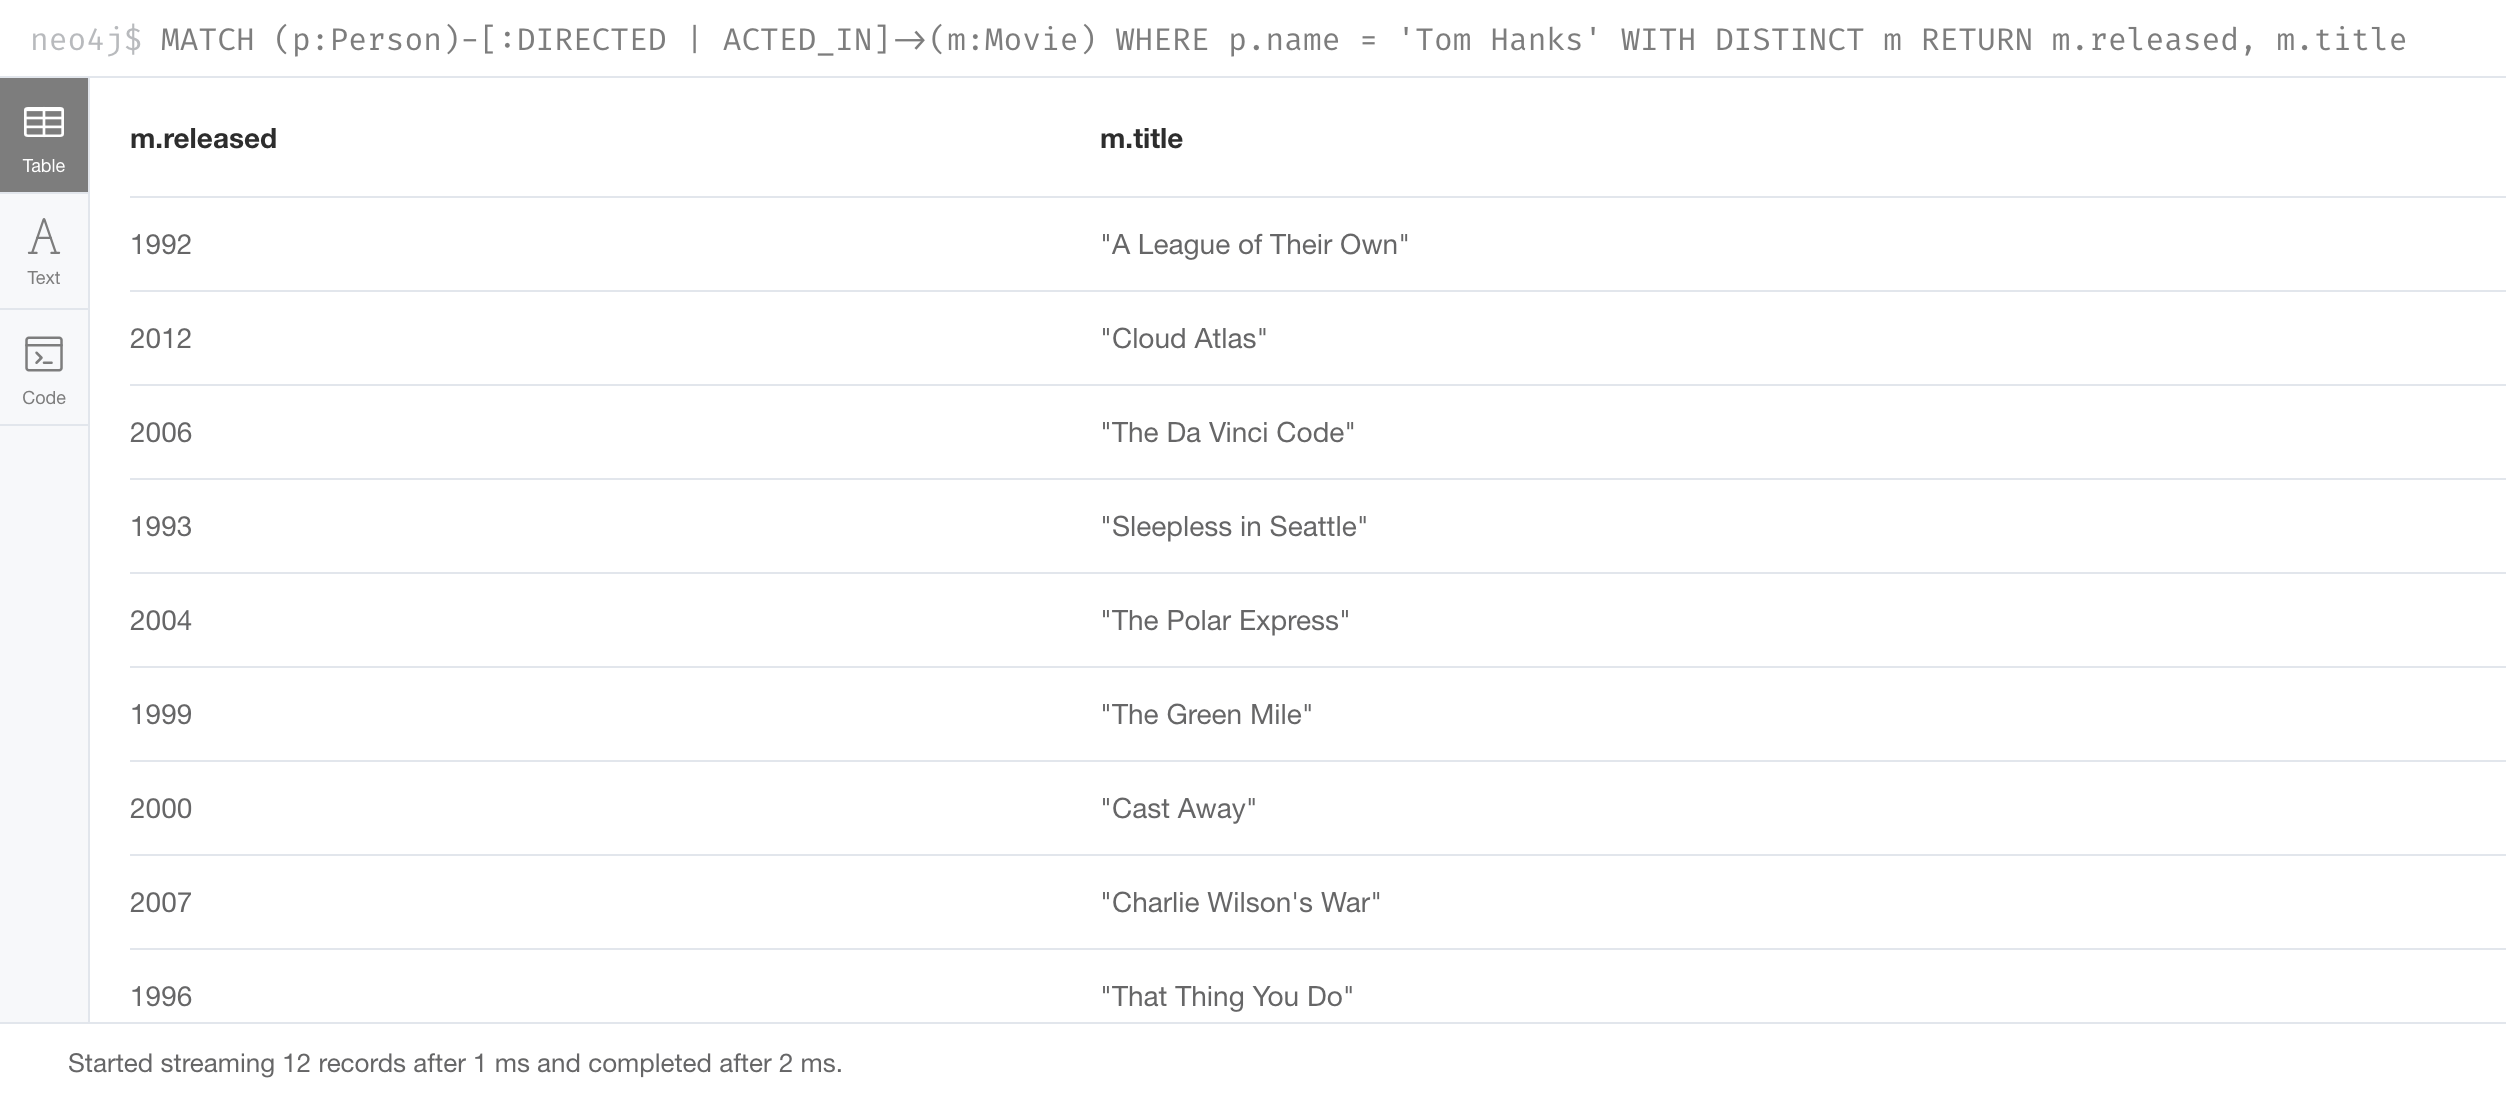 neo4j$ MATCH (p:Person)-[:DIRECTED | ACTED_IN]->(m:Movie) WHERE p.name = 'Tom Hanks' WITH DISTINCT m RETURN m.released, m.title
Table
Text
Code
m.released m.title
1992 "A League of Their Own"
2012 "Cloud Atlas"
2006 "The Da Vinci Code"
1993 "Sleepless in Seattle"
2004 "The Polar Express"
1999 "The Green Mile"
2000 "Cast Away"
2007 "Charlie Wilson's War"
1996 "That Thing You Do"
Started streaming 12 records after 1 ms and completed after 2 ms.